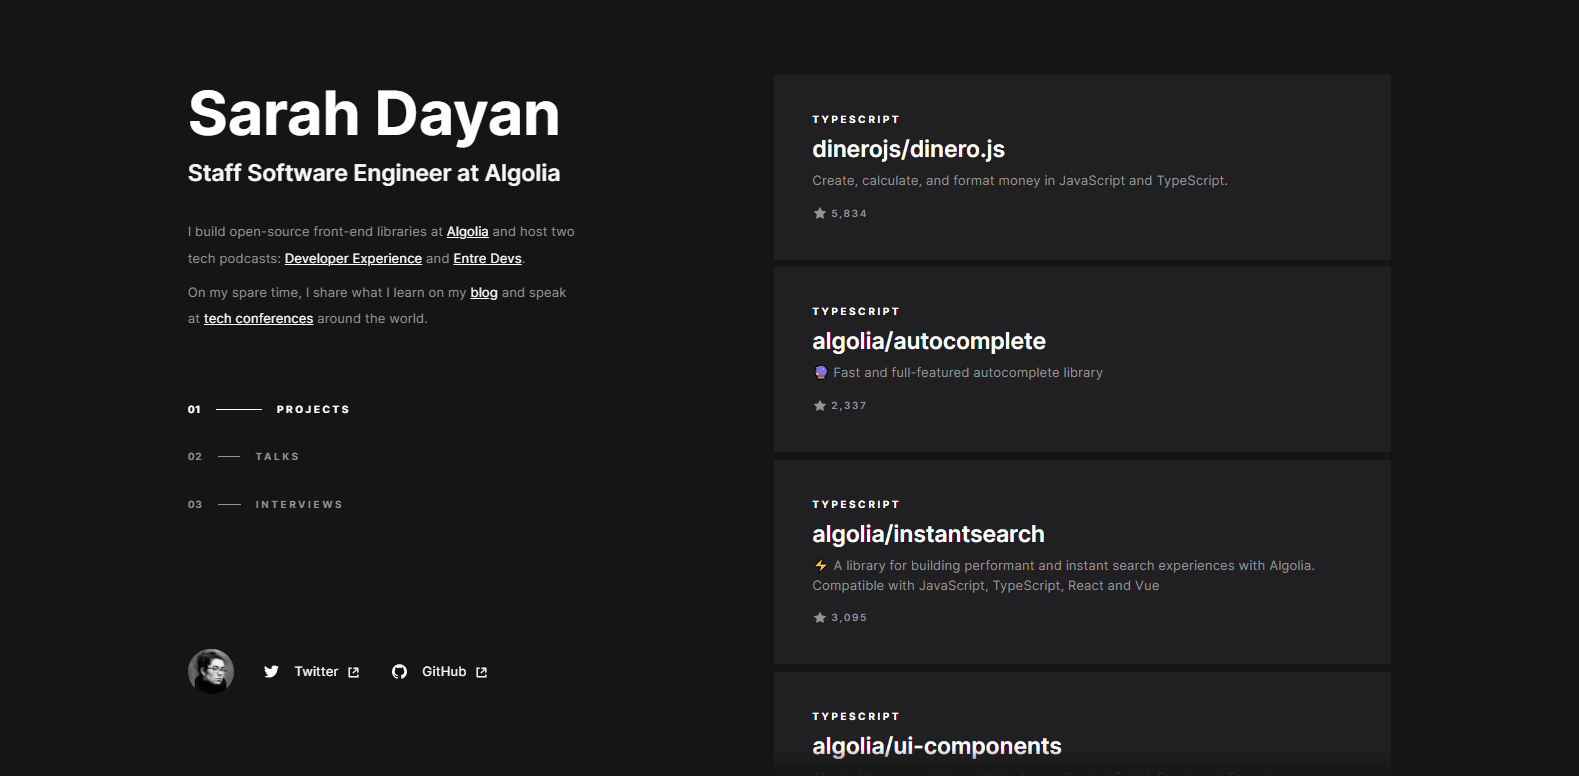 Sarah Dayan
Staff Software Engineer at Algolia
I build open-source front-end libraries at Algolia and host two
tech podcasts: Developer Experience and Entre Devs.
On my spare time, I share what I learn on my blog and speak
at tech conferences around the world.
01 PROJECTS
02 TALKS
03 INTERVIEWS
Twitter GitHub
TYPESCRIPT
dinerojs/dinero.js
Create, calculate, and format money in JavaScript and TypeScript.
5,834
TYPESCRIPT
algolia/autocomplete
🔮 Fast and full-featured autocomplete library
2,337
TYPESCRIPT
algolia/instantsearch
⚡ A library for building performant and instant search experiences with Algolia.
Compatible with JavaScript, TypeScript, React and Vue
3,095
TYPESCRIPT
algolia/ui-components